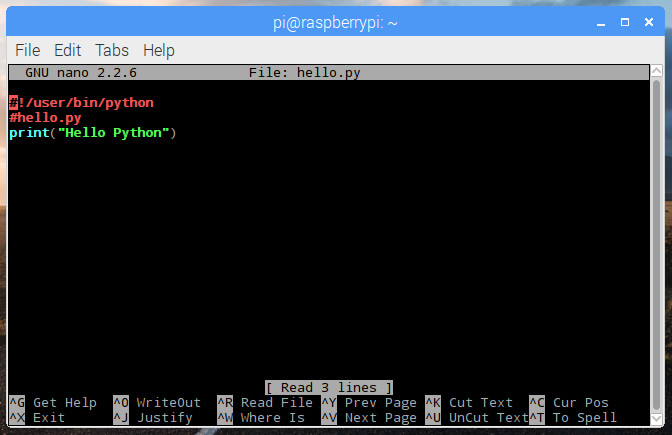 pi@raspberrypi: ~
File Edit Tabs Help
GNU nano 2.2.6 File: hello.py
#!/user/bin/python
#hello.py
print("Hello Python")
[ Read 3 lines ]
^G Get Help ^O WriteOut ^R Read File ^Y Prev Page ^K Cut Text ^C Cur Pos
^X Exit ^J Justify ^W Where Is ^V Next Page ^U UnCut Text ^T To Spell